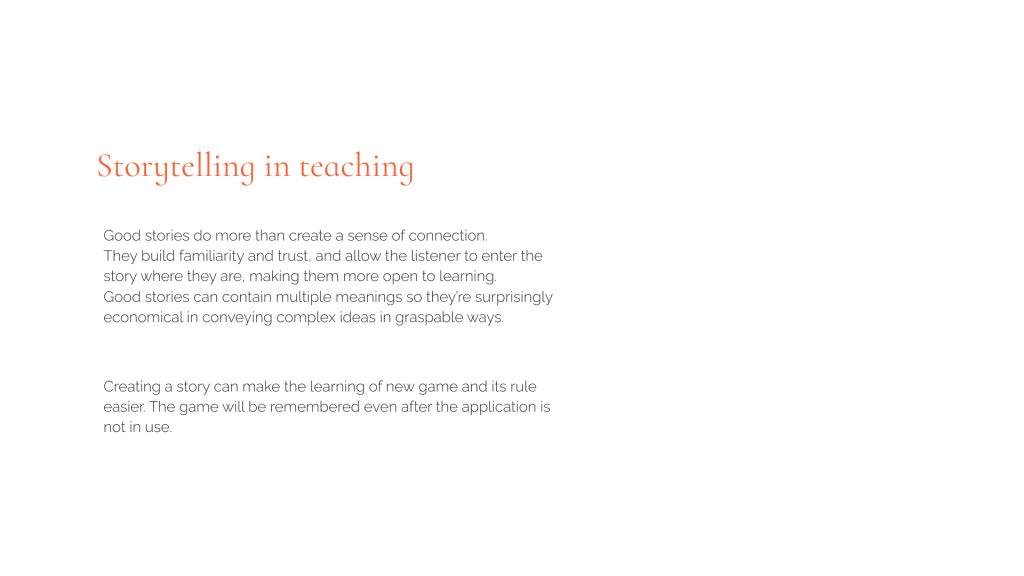 Storytelling in teaching
Good stories do more than create a sense of connection.
They build familiarity and trust, and allow the listener to enter the
story where they are, making them more open to learning.
Good stories can contain multiple meanings so they're surprisingly
economical in conveying complex ideas in graspable ways.
Creating a story can make the learning of new game and its rule
easier. The game will be remembered even after the application is
not in use.